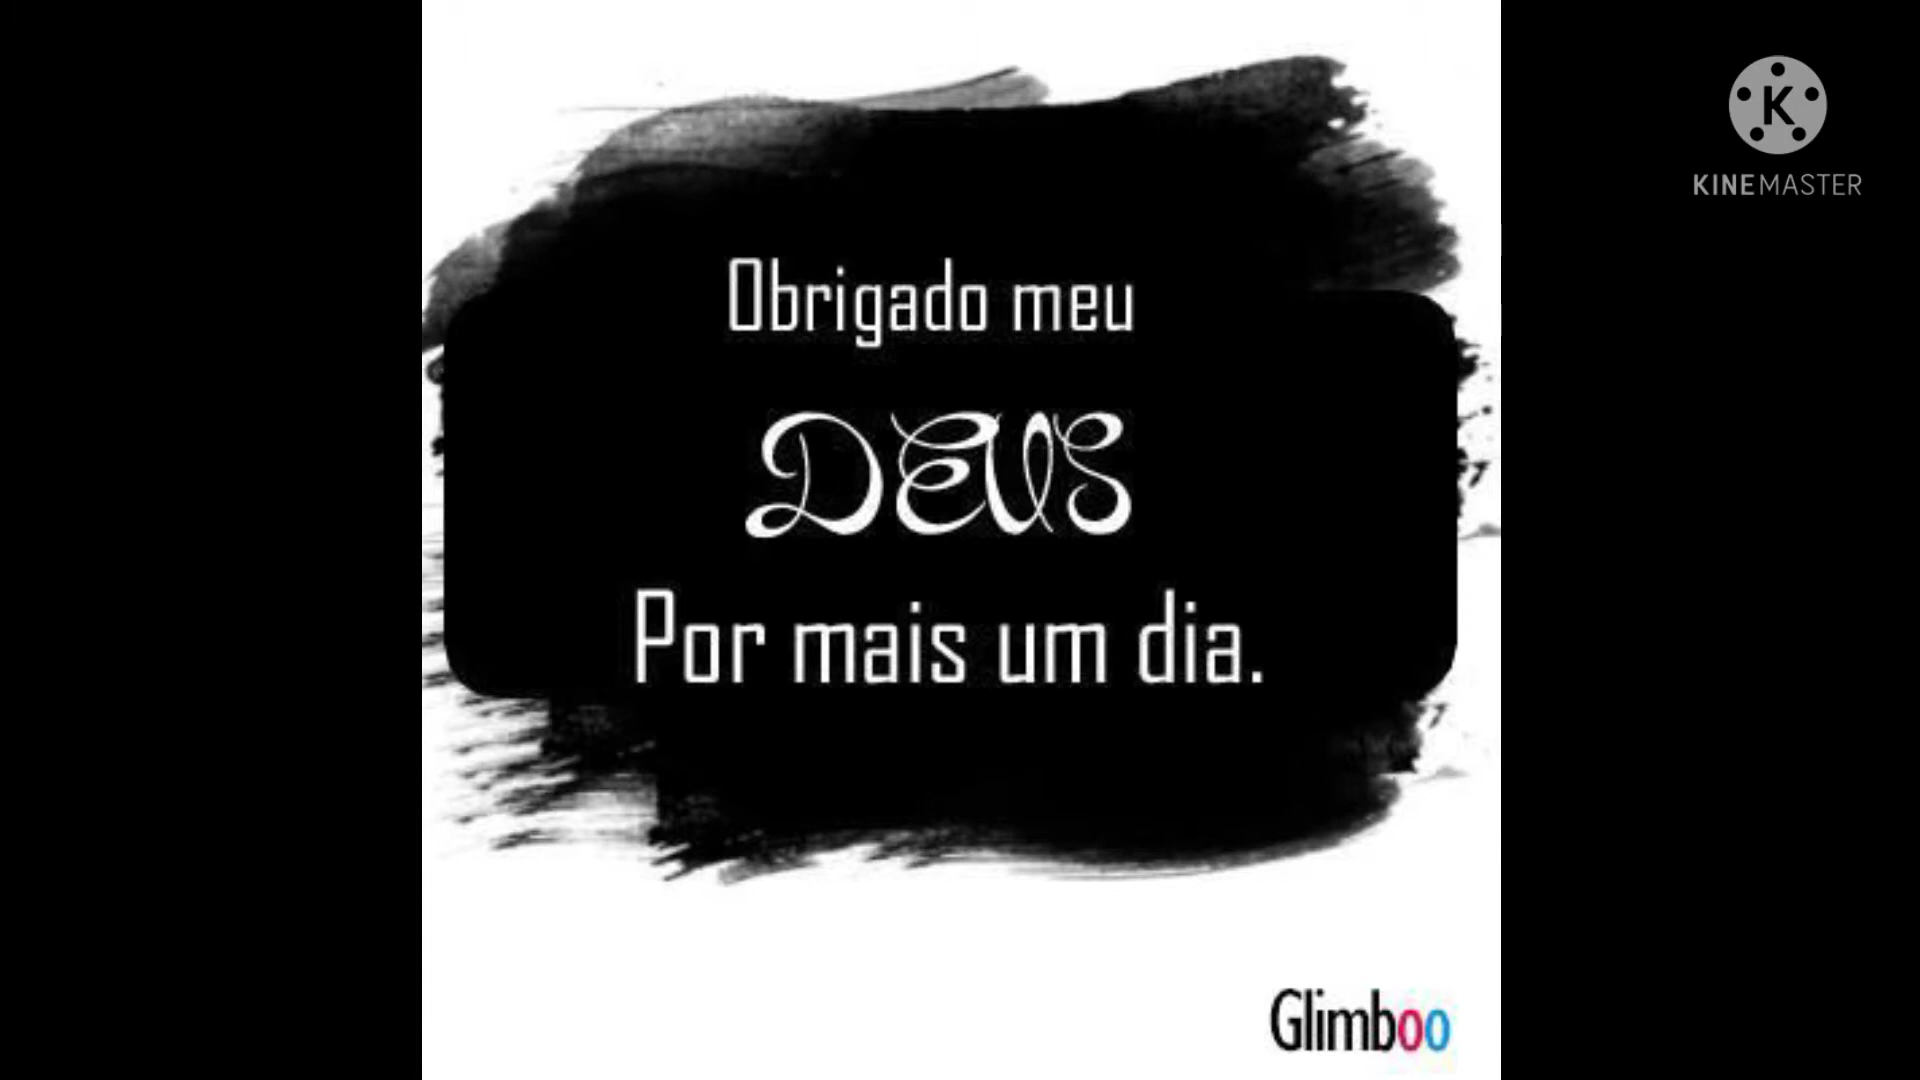 K
KINEMASTER
Obrigado meu
DEUS
Por mais um dia.
Glimboo